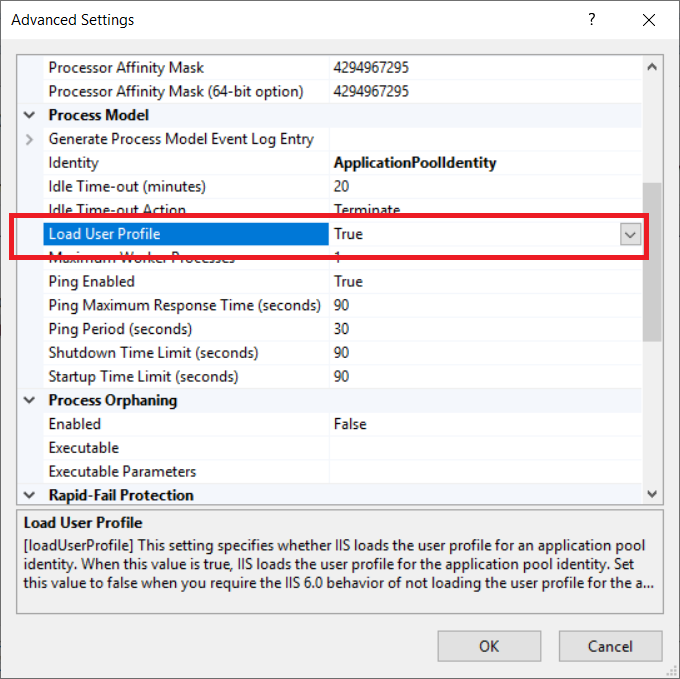 Advanced Settings ?
Processor Affinity Mask 4294967295
Processor Affinity Mask (64-bit option) 4294967295
Process Model
Generate Process Model Event Log Entry
Identity ApplicationPoolIdentity
Idle Time-out (minutes) 20
Idle Time-out Action Terminate
Load User Profile True
Maximum Worker Processes 1
Ping Enabled True
Ping Maximum Response Time (seconds) 90
Ping Period (seconds) 30
Shutdown Time Limit (seconds) 90
Startup Time Limit (seconds) 90
Process Orphaning
Enabled False
Executable
Executable Parameters
Rapid-Fail Protection
Load User Profile
[loadUserProfile] This setting specifies whether IIS loads the user profile for an application pool
identity. When this value is true, IIS loads the user profile for the application pool identity. Set
this value to false when you require the IIS 6.0 behavior of not loading the user profile for the a...
OK Cancel